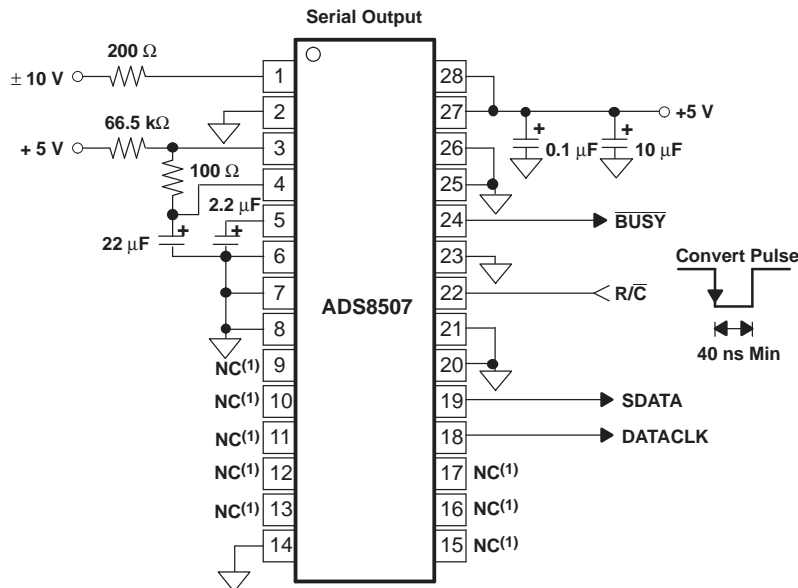 Serial Output
200 Ω
± 10 V
66.5 kΩ
+ 5 V
100 Ω
2.2 µF
22 µF
+
+
1
2
3
4
5
6
7
8
NC(1) 9
NC(1) 10
NC(1) 11
NC(1) 12
NC(1) 13
14
ADS8507
28
27
+5 V
+
+
0.1 µF
10 µF
26
25
24 BUSY
23
22 R/C
21
20
19 SDATA
18 DATACLK
17 NC(1)
16 NC(1)
15 NC(1)
Convert Pulse
40 ns Min